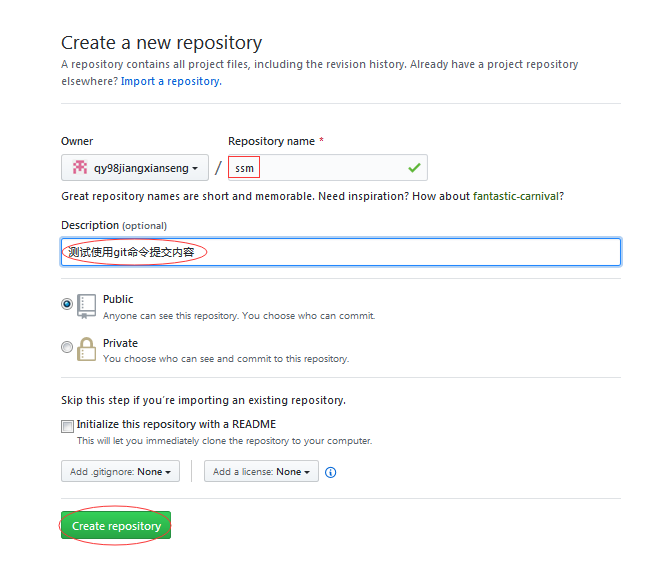 Create a new repository
A repository contains all project files, including the revision history. Already have a project repository
elsewhere? Import a repository.
Owner
Repository name *
qy98jiangxianseng
/
ssm
Great repository names are short and memorable. Need inspiration? How about fantastic-carnival?
Description (optional)
测试使用git命令提交内容
Public
Anyone can see this repository. You choose who can commit.
Private
You choose who can see and commit to this repository.
Skip this step if you're importing an existing repository.
Initialize this repository with a README
This will let you immediately clone the repository to your computer.
Add .gitignore: None
Add a license: None
Create repository